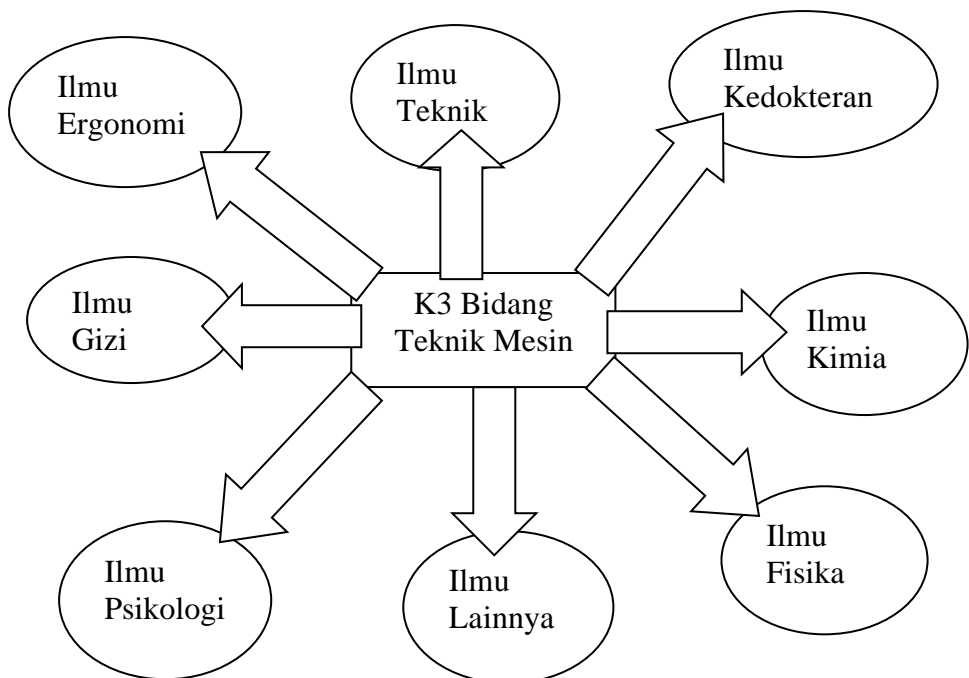 Ilmu
Ergonomi
Ilmu
Teknik
Ilmu
Kedokteran
Ilmu
Gizi
K3 Bidang
Teknik Mesin
Ilmu
Kimia
Ilmu
Psikologi
Ilmu
Lainnya
Ilmu
Fisika